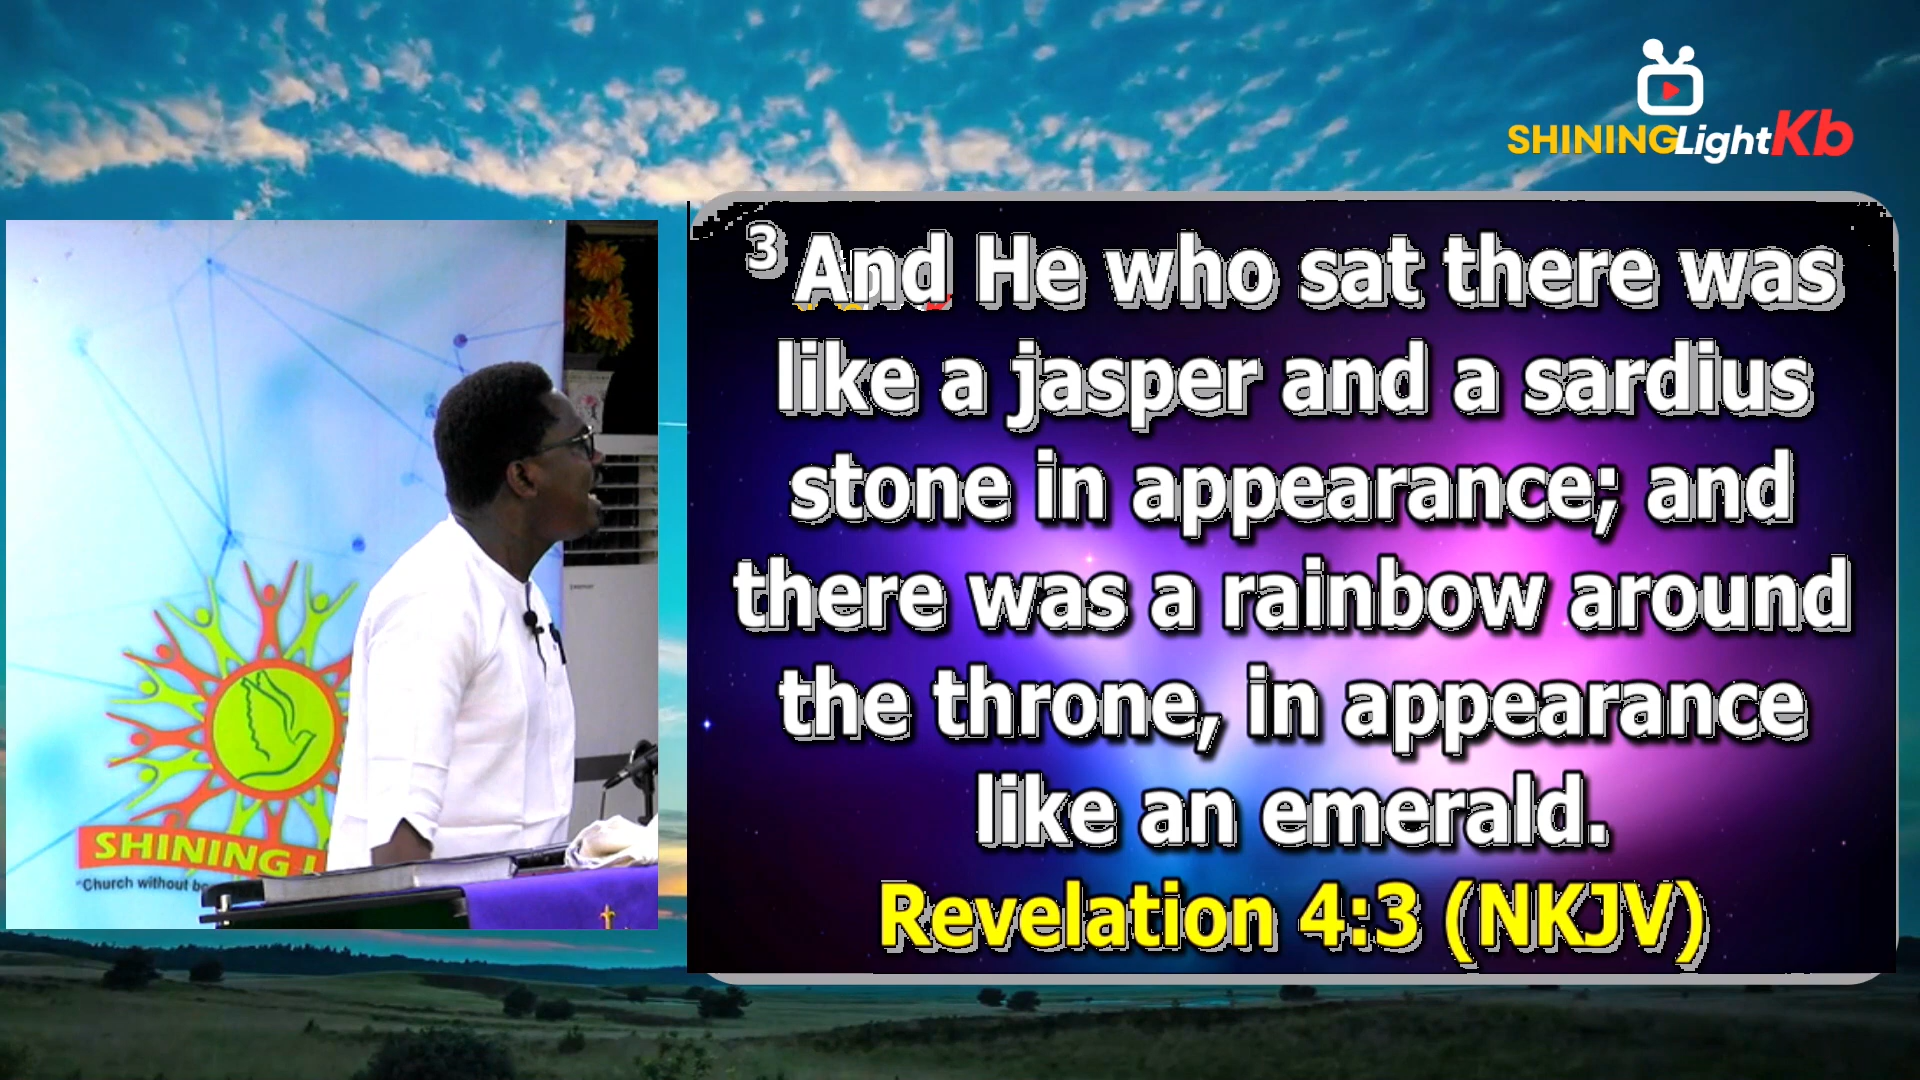 SHININGLightKb
3 And He who sat there was
like a jasper and a sardius
stone in appearance; and
there was a rainbow around
the throne, in appearance
like an emerald.
Revelation 4:3 (NKJV)
SHINING
"Church without